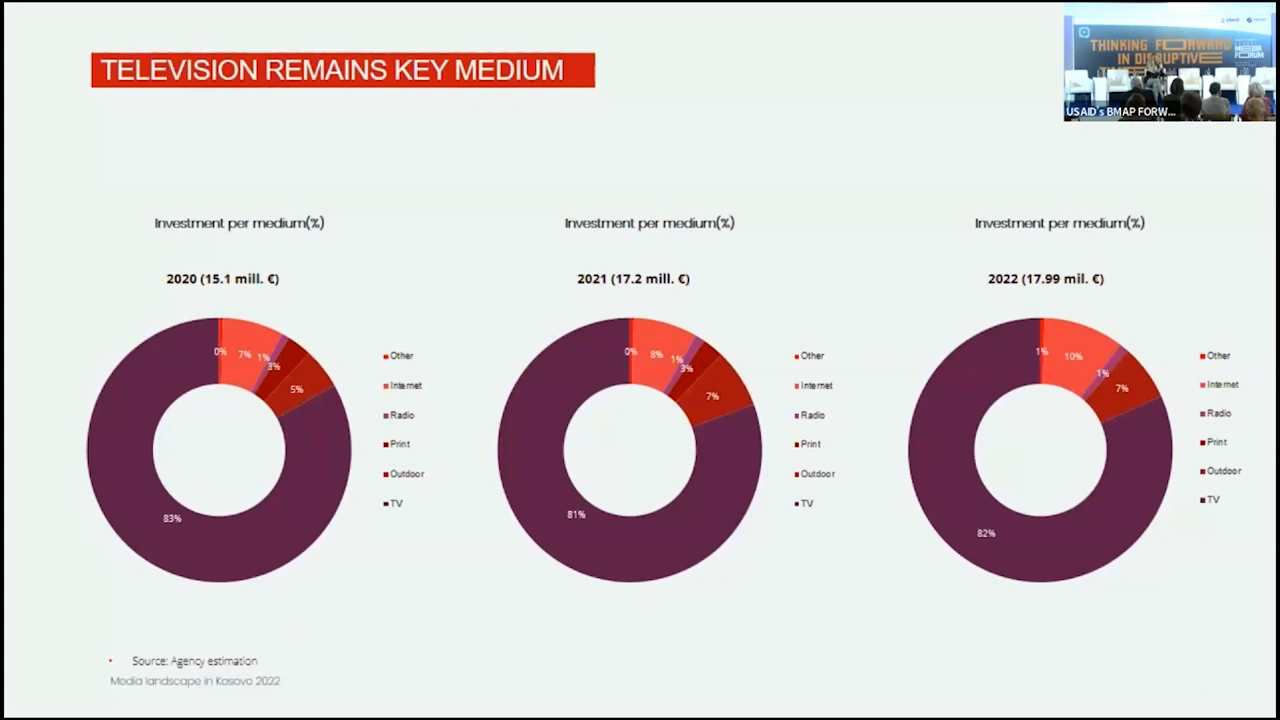 TELEVISION REMAINS KEY MEDIUM
THINKING FORWARD
IN DISRUPTIVE
MEDIA
FORUM
USAID's BMAP FORW...
Investment per medium(%)
2020 (15.1 mill. €)
0%
7%
1%
3%
5%
83%
Other
Internet
Radio
Print
Outdoor
TV
Investment per medium(%)
2021 (17.2 mill. €)
0%
8%
1%
3%
7%
81%
Other
Internet
Radio
Print
Outdoor
TV
Investment per medium(%)
2022 (17.99 mil. €)
1%
10%
1%
7%
82%
Other
Internet
Radio
Print
Outdoor
TV
Source: Agency estimation
Media landscape in Kosovo 2022